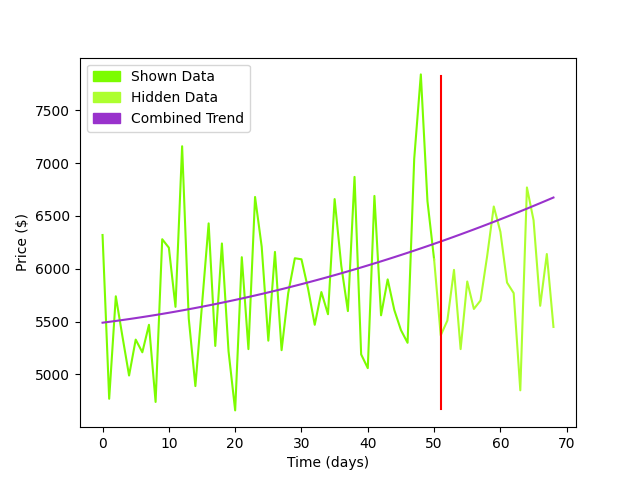 Shown Data
Hidden Data
Combined Trend
7500
7000
6500
6000
5500
5000
Price ($)
0 10 20 30 40 50 60 70
Time (days)